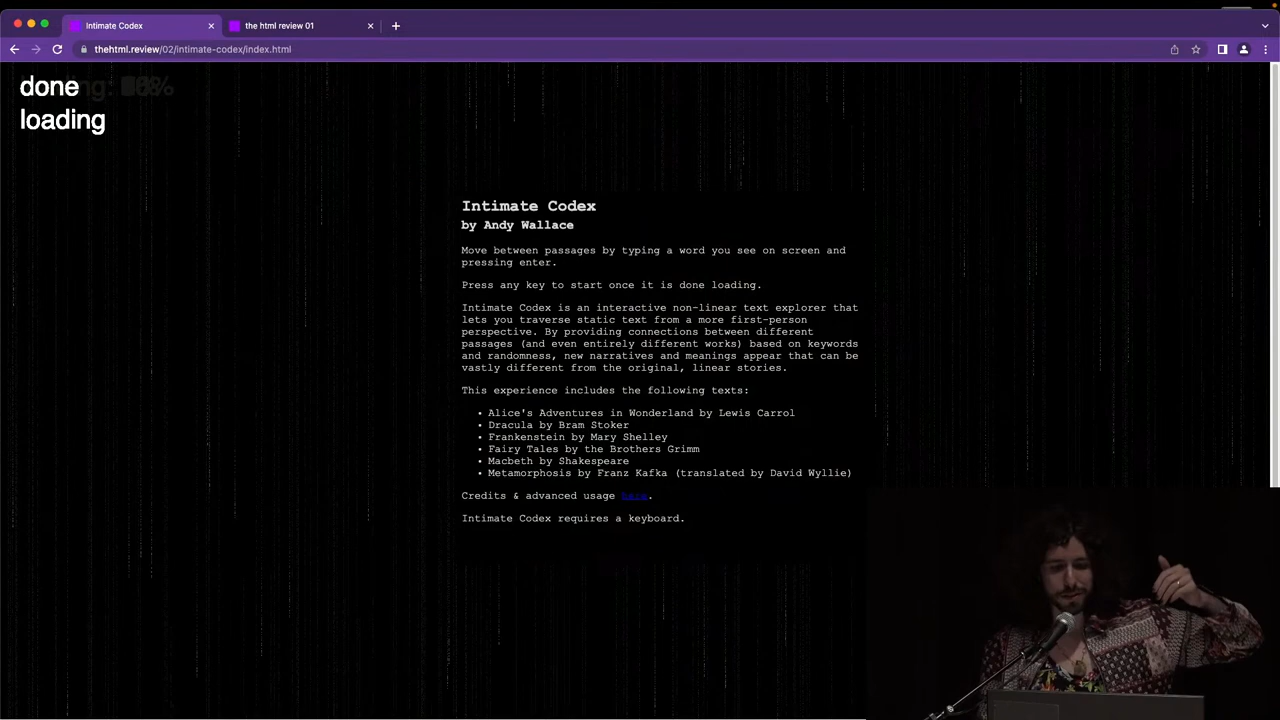 Intimate Codex
the html review 01
thehtml.review/02/intimate-codex/index.html
done
loading
Intimate Codex
by Andy Wallace
Move between passages by typing a word you see on screen and
pressing enter.
Press any key to start once it is done loading.
Intimate Codex is an interactive non-linear text explorer that
lets you traverse static text from a more first-person
perspective. By providing connections between different
passages (and even entirely different works) based on keywords
and randomness, new narratives and meanings appear that can be
vastly different from the original, linear stories.
This experience includes the following texts:
• Alice's Adventures in Wonderland by Lewis Carrol
• Dracula by Bram Stoker
• Frankenstein by Mary Shelley
• Fairy Tales by the Brothers Grimm
• Macbeth by Shakespeare
• Metamorphosis by Franz Kafka (translated by David Wyllie)
Credits & advanced usage here.
Intimate Codex requires a keyboard.